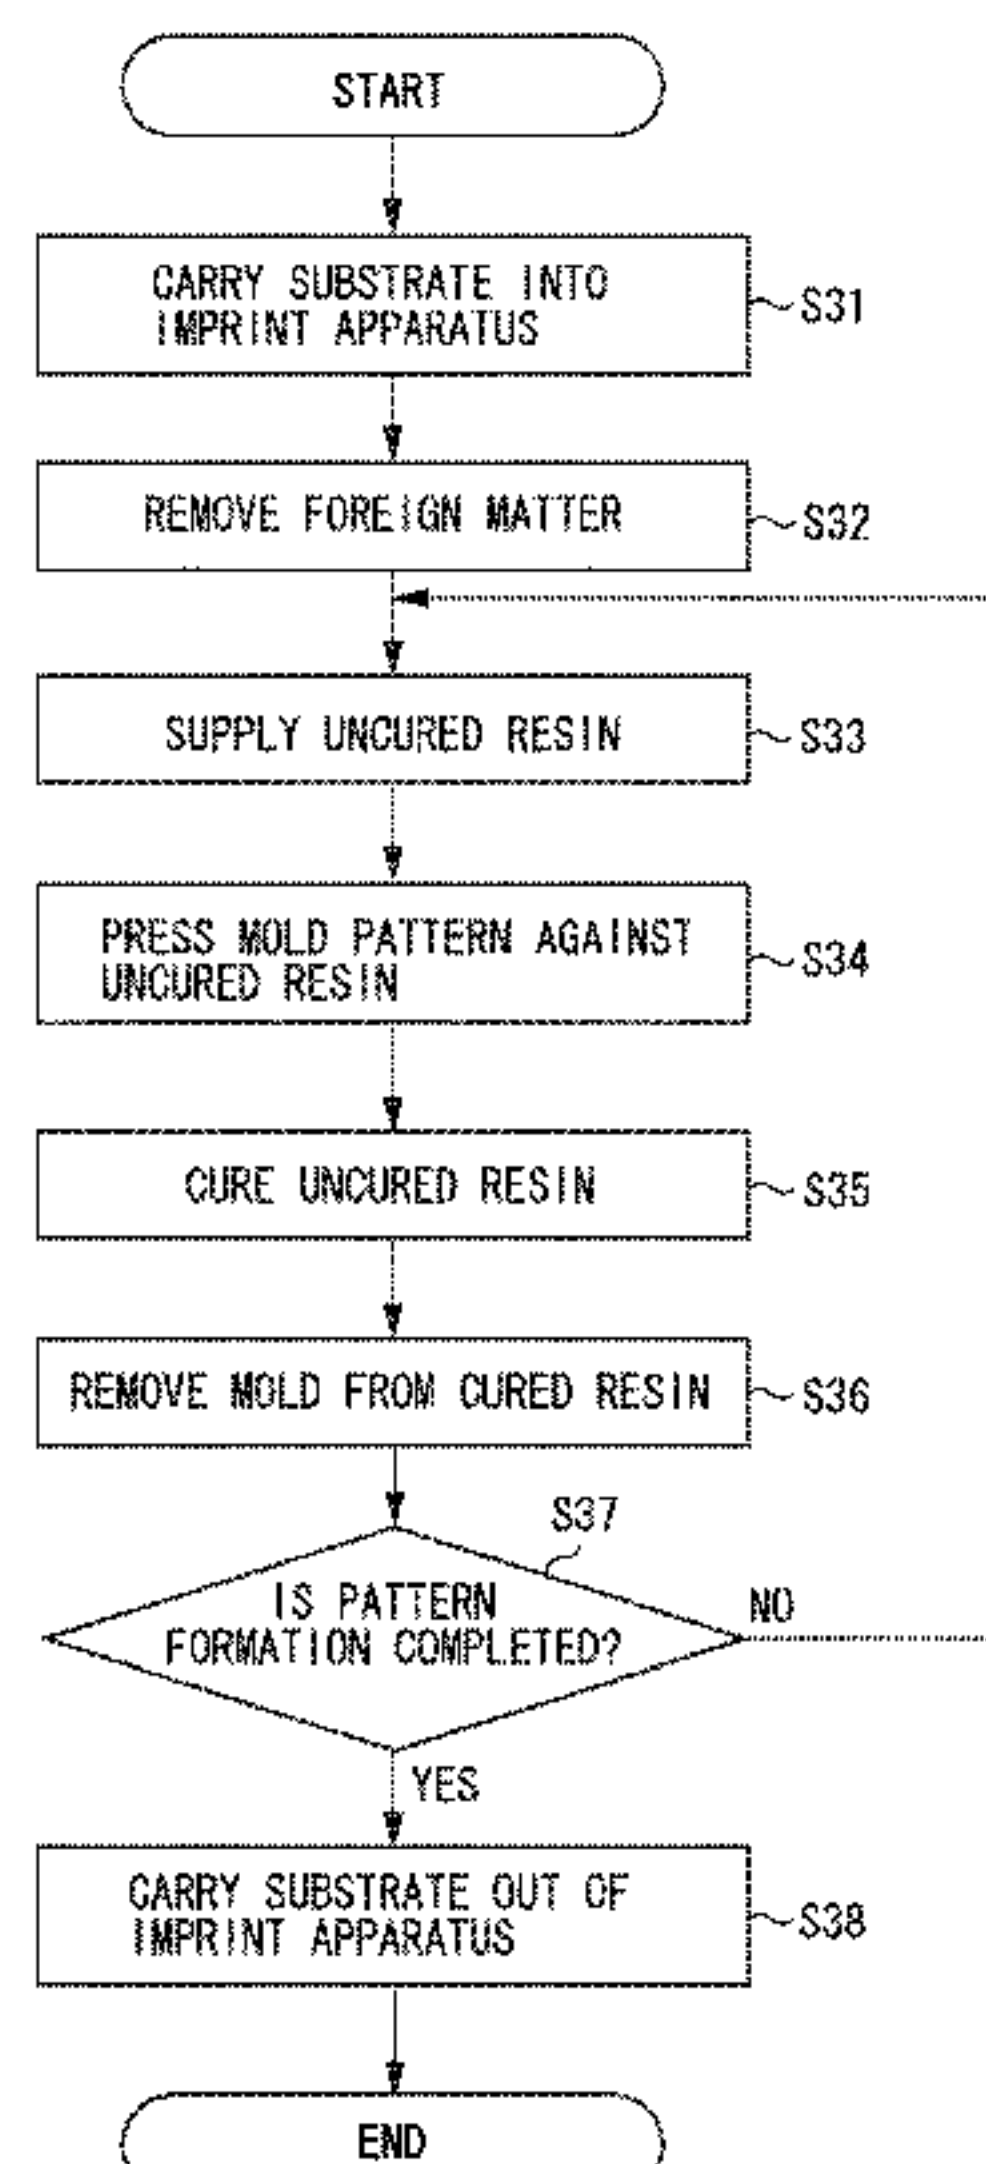 START
CARRY SUBSTRATE INTO
IMPRINT APPARATUS
S31
REMOVE FOREIGN MATTER
S32
SUPPLY UNCURED RESIN
S33
PRESS MOLD PATTERN AGAINST
UNCURED RESIN
S34
CURE UNCURED RESIN
S35
REMOVE MOLD FROM CURED RESIN
S36
S37
IS PATTERN
FORMATION COMPLETED?
NO
YES
CARRY SUBSTRATE OUT OF
IMPRINT APPARATUS
S38
END